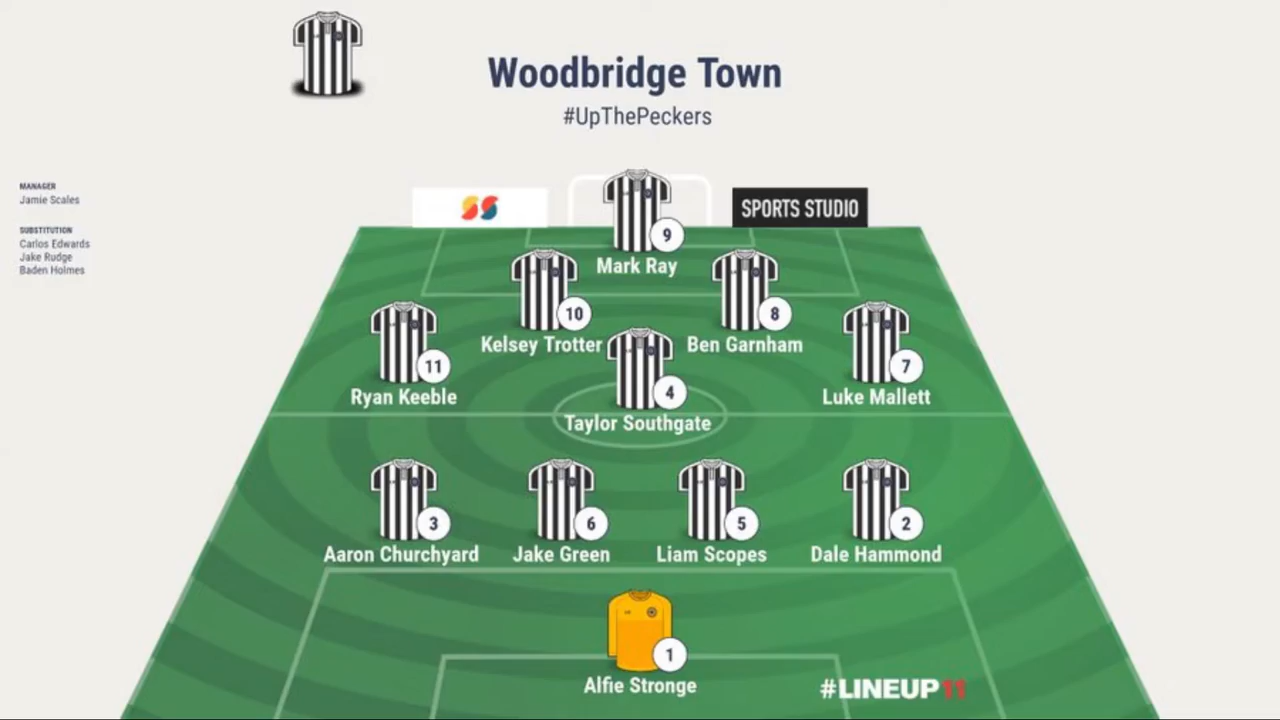 Woodbridge Town
#UpThePeckers
MANAGER
Jamie Scales
SUBSTITUTION
Carlos Edwards
Jake Rudge
Baden Holmes
SPORTS STUDIO
9
Mark Ray
10
Kelsey Trotter
8
Ben Garnham
11
Ryan Keeble
7
Luke Mallett
4
Taylor Southgate
3
Aaron Churchyard
6
Jake Green
5
Liam Scopes
2
Dale Hammond
1
Alfie Stronge
#LINEUP11